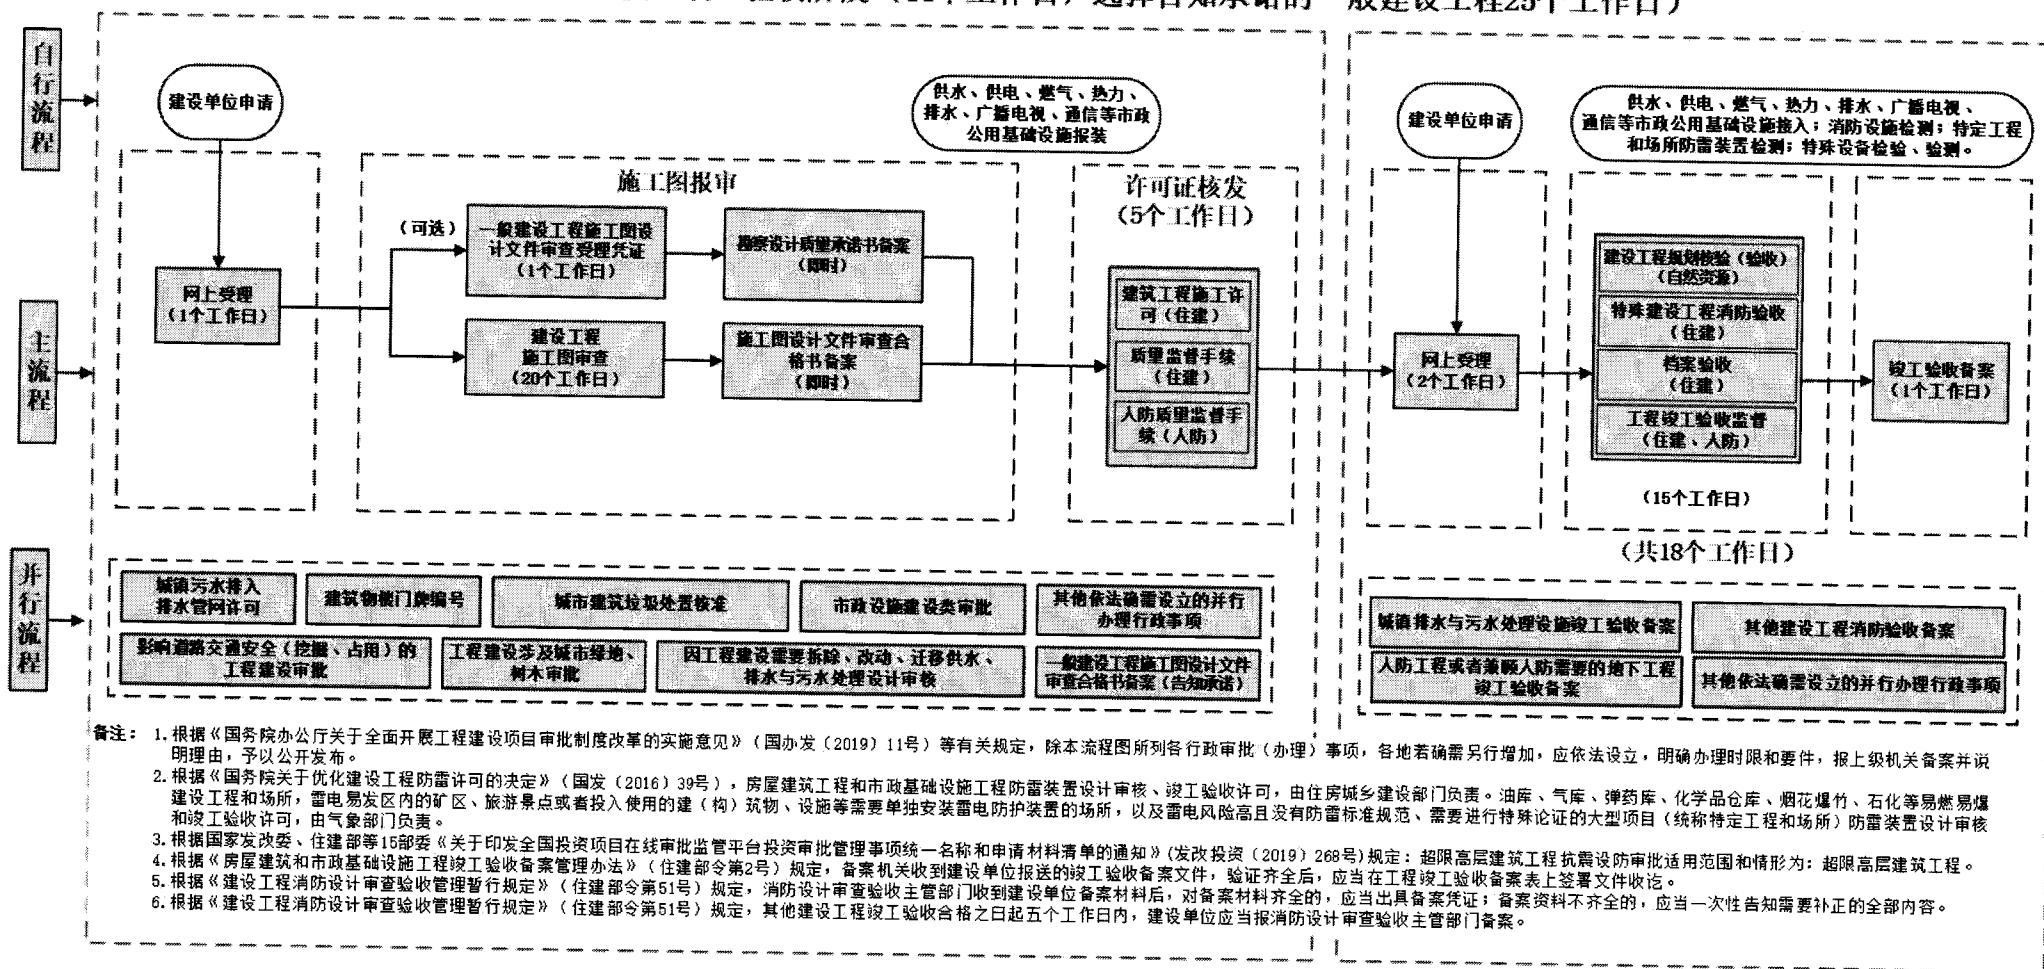 般建设工程25个工作日）
自行流程
主流程
并行流程
建设单位申请
供水、供电、燃气、热力、
排水、广播电视、通信等市政
公用基础设施报装
施工图报审
许可证核发
（5个工作日）
网上受理
（1个工作日）
（可选）
一般建设工程施工图设
计文件审查受理凭证
（1个工作日）
勘察设计质量承诺书备案
（即时）
建设工程
施工图审查
（20个工作日）
施工图设计文件审查合
格书备案
（即时）
建筑工程施工许
可（住建）
质量监督手续
（住建）
人防质量监督手
续（人防）
建设单位申请
供水、供电、燃气、热力、排水、广播电视、
通信等市政公用基础设施接入；消防设施检测；特定工程
和场所防雷装置检测；特殊设备检验、验测。
网上受理
（2个工作日）
建设工程规划核验（验收）
（自然资源）
特殊建设工程消防验收
（住建）
档案验收
（住建）
工程竣工验收监督
（住建、人防）
（15个工作日）
竣工验收备案
（1个工作日）
（共18个工作日）
城镇污水排入
排水管网许可
建筑物楼门牌编号
城市建筑垃圾处置核准
市政设施建设类审批
其他依法确需设立的并行
办理行政事项
影响道路交通安全（挖掘、占用）的
工程建设审批
工程建设涉及城市绿地、
树木审批
因工程建设需要拆除、改动、迁移供水、
排水与污水处理设计审核
一般建设工程施工图设计文件
审查合格书备案（告知承诺）
城镇排水与污水处理设施竣工验收备案
其他建设工程消防验收备案
人防工程或者兼顾人防需要的地下工程
竣工验收备案
其他依法确需设立的并行办理行政事项
备注： 1.根据《国务院办公厅关于全面开展工程建设项目审批制度改革的实施意见》（国办发〔2019〕11号）等有关规定，除本流程图所列各行政审批（办理）事项，各地若确需另行增加，应依法设立，明确办理时限和要件，报上级机关备案并说
明理由，予以公开发布。
2.根据《国务院关于优化建设工程防雷许可的决定》（国发〔2016〕39号），房屋建筑工程和市政基础设施工程防雷装置设计审核、竣工验收许可，由住房城乡建设部门负责。油库、气库、弹药库、化学品仓库、烟花爆竹、石化等易燃易爆
建设工程和场所，雷电易发区内的矿区、旅游景点或者投入使用的建（构）筑物、设施等需要单独安装雷电防护装置的场所，以及雷电风险高且没有防雷标准规范、需要进行特殊论证的大型项目（统称特定工程和场所）防雷装置设计审核
和竣工验收许可，由气象部门负责。
3.根据国家发改委、住建部等15部委《关于印发全国投资项目在线审批监管平台投资审批管理事项统一名称和申请材料清单的通知》(发改投资〔2019〕268号)规定：超限高层建筑工程抗震设防审批适用范围和情形为：超限高层建筑工程。
4.根据《房屋建筑和市政基础设施工程竣工验收备案管理办法》（住建部令第2号）规定，备案机关收到建设单位报送的竣工验收备案文件，验证齐全后，应当在工程竣工验收备案表上签署文件收讫。
5.根据《建设工程消防设计审查验收管理暂行规定》（住建部令第51号）规定，消防设计审查验收主管部门收到建设单位备案材料后，对备案材料齐全的，应当出具备案凭证；备案资料不齐全的，应当一次性告知需要补正的全部内容。
6.根据《建设工程消防设计审查验收管理暂行规定》（住建部令第51号）规定，其他建设工程竣工验收合格之日起五个工作日内，建设单位应当报消防设计审查验收主管部门备案。